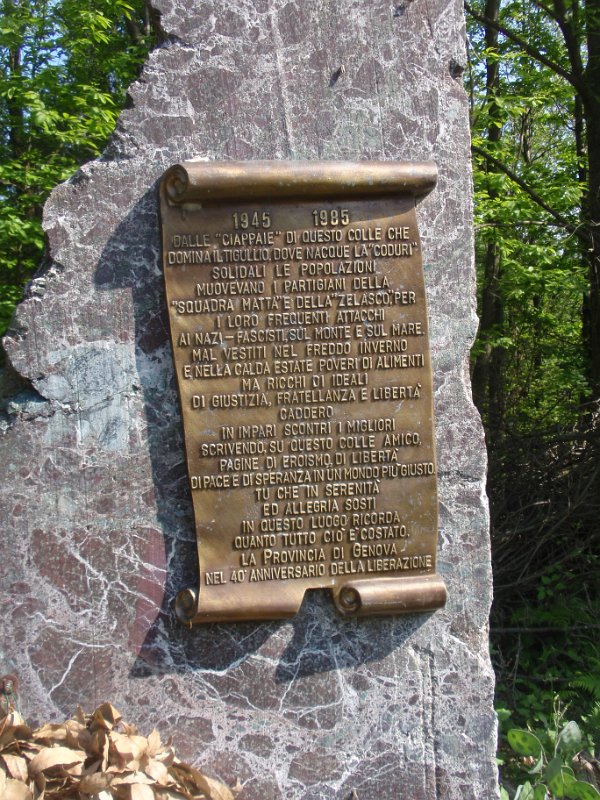 1945 1985
DALLE "CIAPPAIE" DI QUESTO COLLE CHE
DOMINA IL TIGULLIO, DOVE NACQUE LA "CODURI"
SOLIDALI LE POPOLAZIONI
MUOVEVANO I PARTIGIANI DELLA
"SQUADRA MATTA" E DELLA "ZELASCO", PER
I LORO FREQUENTI ATTACCHI
AI NAZI-FASCISTI, SUL MONTE E SUL MARE.
MAL VESTITI NEL FREDDO INVERNO
E NELLA CALDA ESTATE POVERI DI ALIMENTI
MA RICCHI DI IDEALI
DI GIUSTIZIA, FRATELLANZA E LIBERTA'
CADDERO
IN IMPARI SCONTRI I MIGLIORI
SCRIVENDO, SU QUESTO COLLE AMICO,
PAGINE DI EROISMO, DI LIBERTA'
DI PACE E DI SPERANZA IN UN MONDO PIU' GIUSTO.
TU CHE IN SERENITA'
ED ALLEGRIA SOSTI
IN QUESTO LUOGO RICORDA
QUANTO TUTTO CIO' E' COSTATO.
LA PROVINCIA DI GENOVA
NEL 40° ANNIVERSARIO DELLA LIBERAZIONE